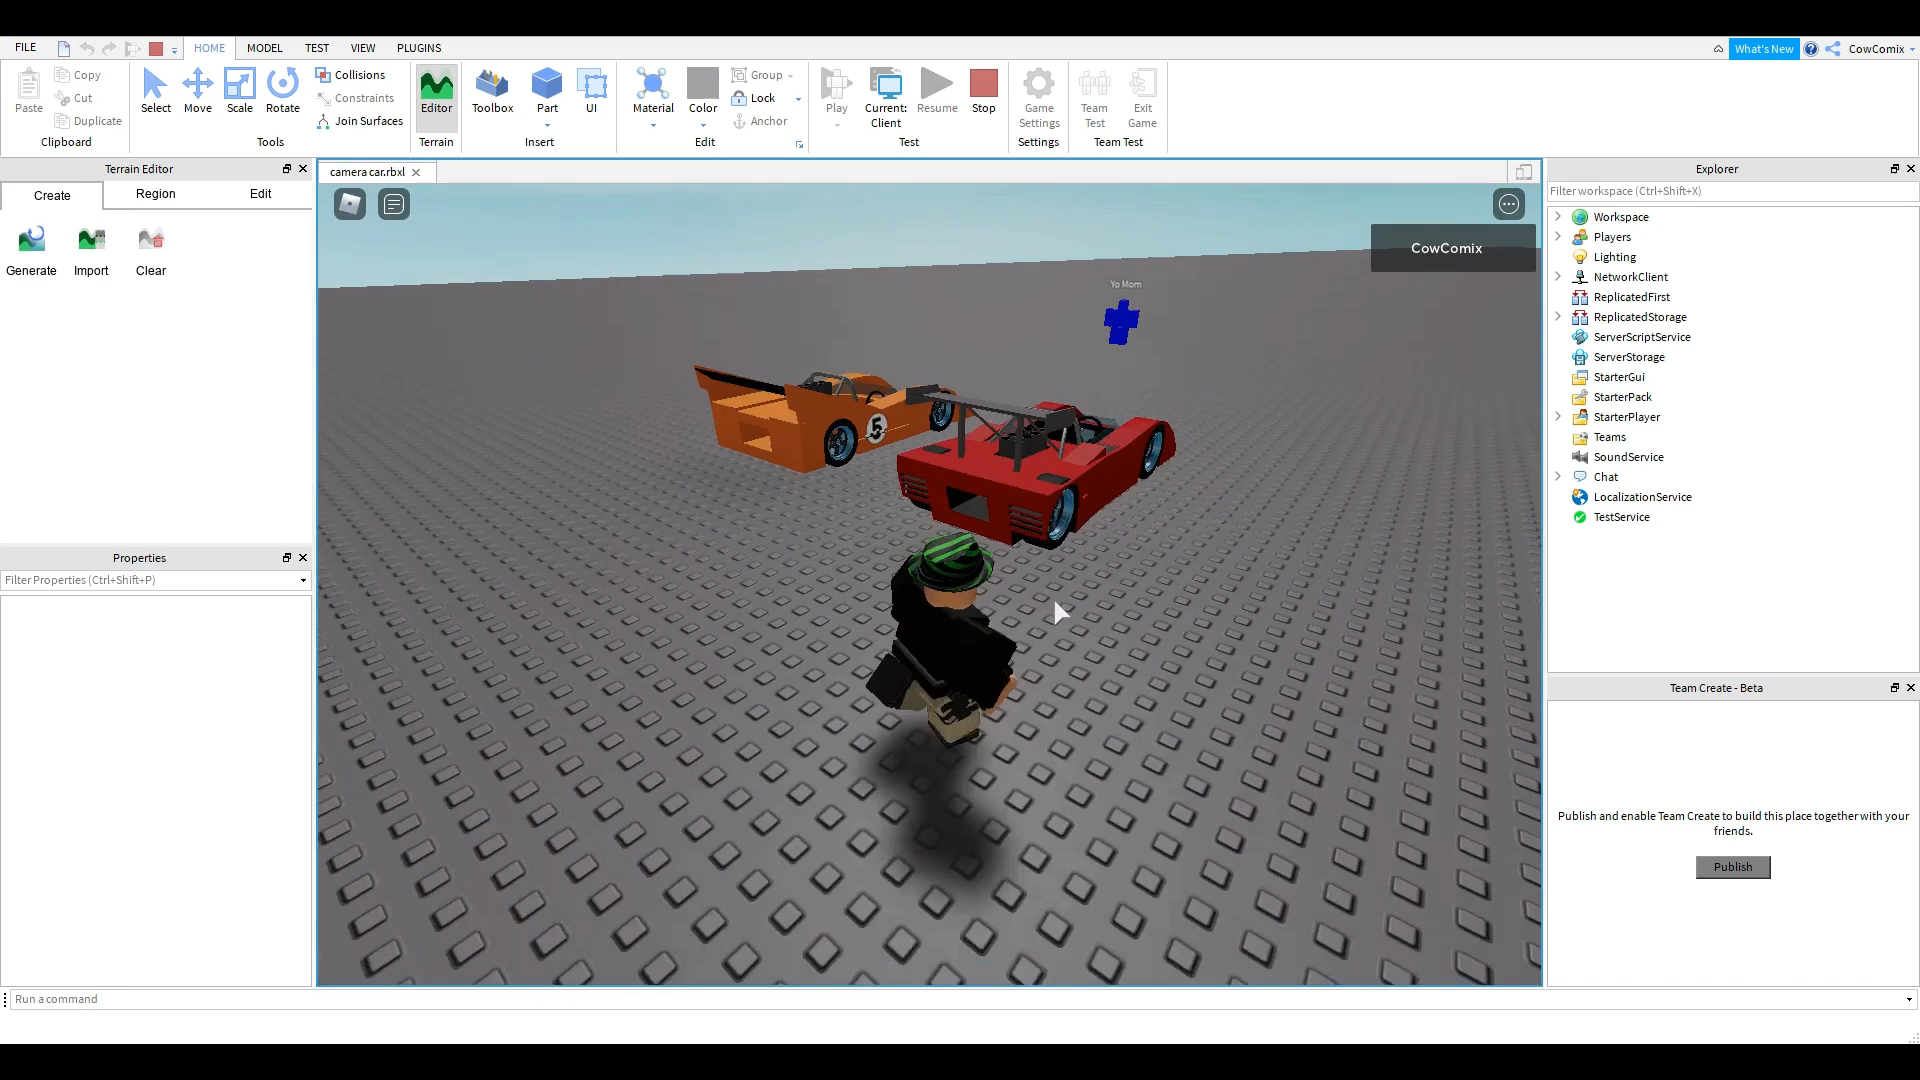 FILE
HOME
MODEL
TEST
VIEW
PLUGINS
What's New
CowComix
Paste
Copy
Cut
Duplicate
Clipboard
Select
Move
Scale
Rotate
Collisions
Constraints
Join Surfaces
Tools
Editor
Terrain
Toolbox
Part
UI
Insert
Material
Color
Group
Lock
Anchor
Edit
Play
Current:
Client
Resume
Stop
Test
Game
Settings
Settings
Team
Test
Exit
Game
Team Test
Terrain Editor
Create
Region
Edit
Generate
Import
Clear
Properties
Filter Properties (Ctrl+Shift+P)
camera car.rbxl
CowComix
Yo Mom
5
Explorer
Filter workspace (Ctrl+Shift+X)
Workspace
Players
Lighting
NetworkClient
ReplicatedFirst
ReplicatedStorage
ServerScriptService
ServerStorage
StarterGui
StarterPack
StarterPlayer
Teams
SoundService
Chat
LocalizationService
TestService
Team Create - Beta
Publish and enable Team Create to build this place together with your
friends.
Publish
Run a command